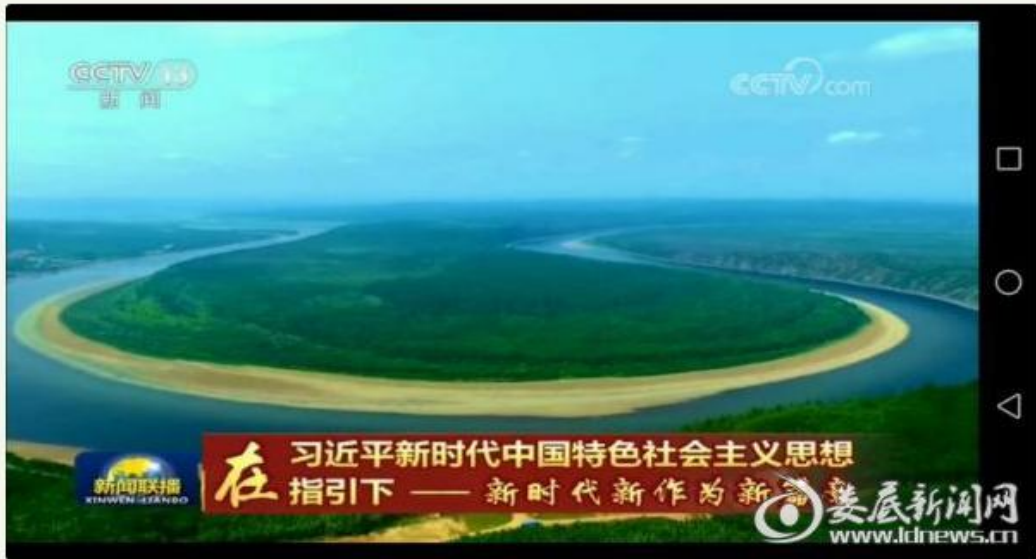 CCTV 13
新闻
CCTV.com
在习近平新时代中国特色社会主义思想
指引下 —— 新时代新作为新篇章
新闻联播
XINWEN LIANBO
娄底新闻网
www.ldnews.cn